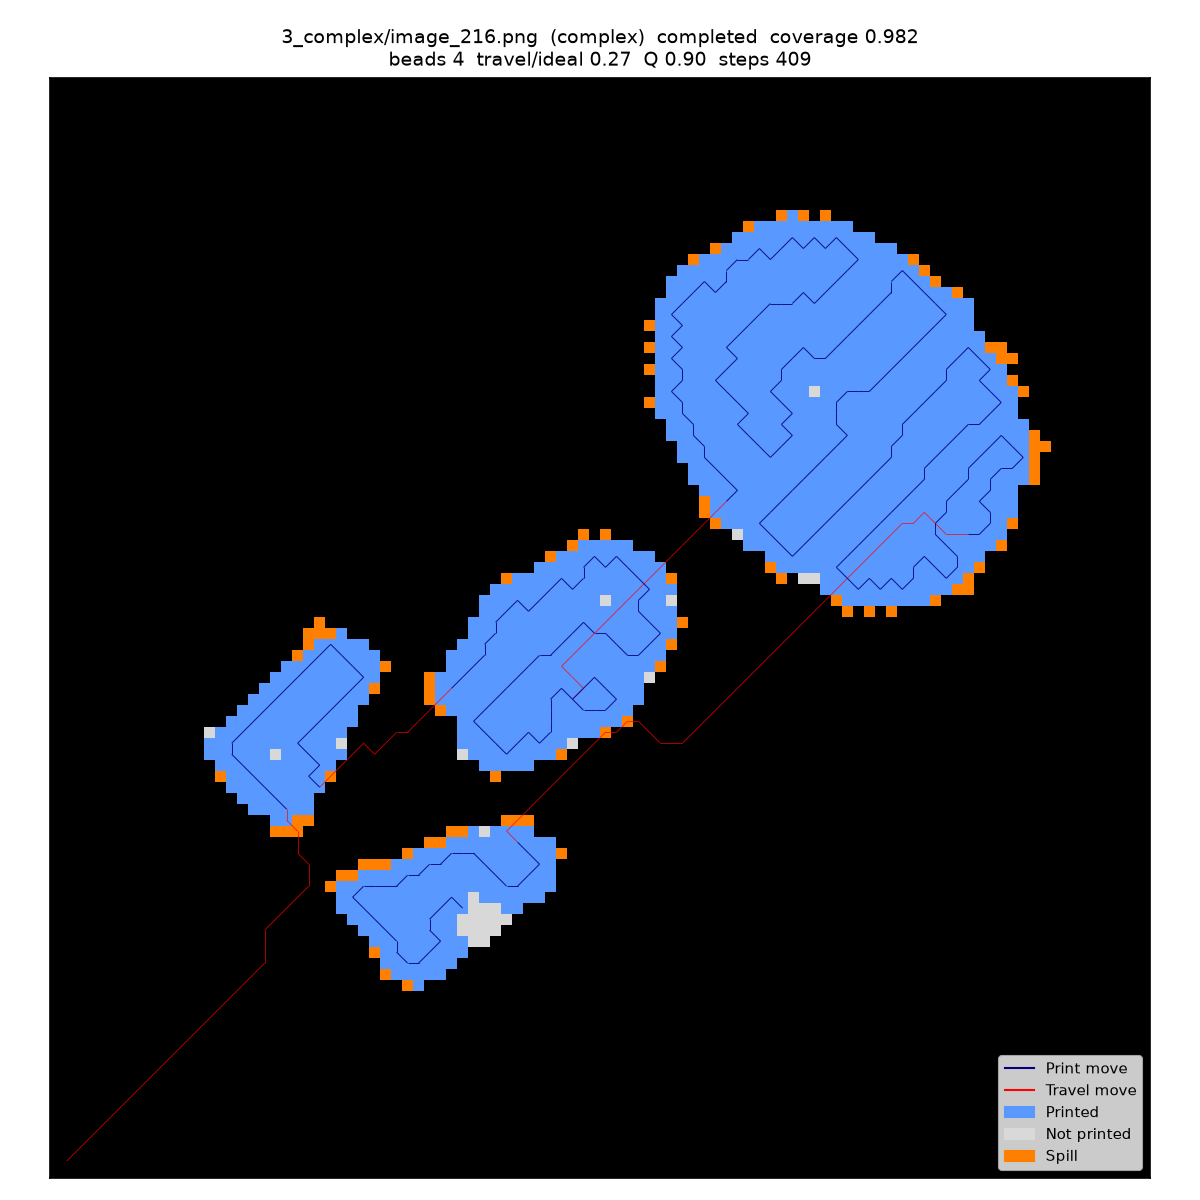 3_complex/image_216.png  (complex)  completed  coverage 0.982
beads 4  travel/ideal 0.27  Q 0.90  steps 409
Print move
Travel move
Printed
Not printed
Spill